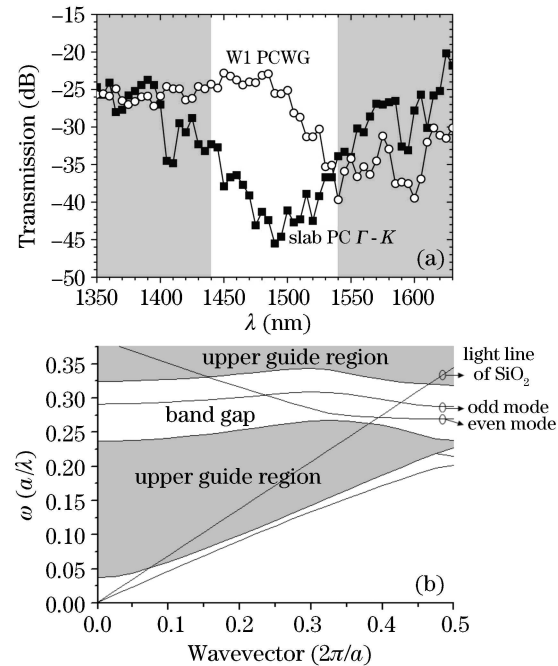 −15
−20
−25
−30
−35
−40
−45
−50
Transmission (dB)
W1 PCWG
slab PC Γ - K
(a)
1350 1400 1450 1500 1550 1600
λ (nm)
0.35
0.30
0.25
0.20
0.15
0.10
0.05
0.00
ω (a/λ)
upper guide region
light line
of SiO2
odd mode
even mode
band gap
upper guide region
(b)
0.0 0.1 0.2 0.3 0.4 0.5
Wavevector (2π/a)